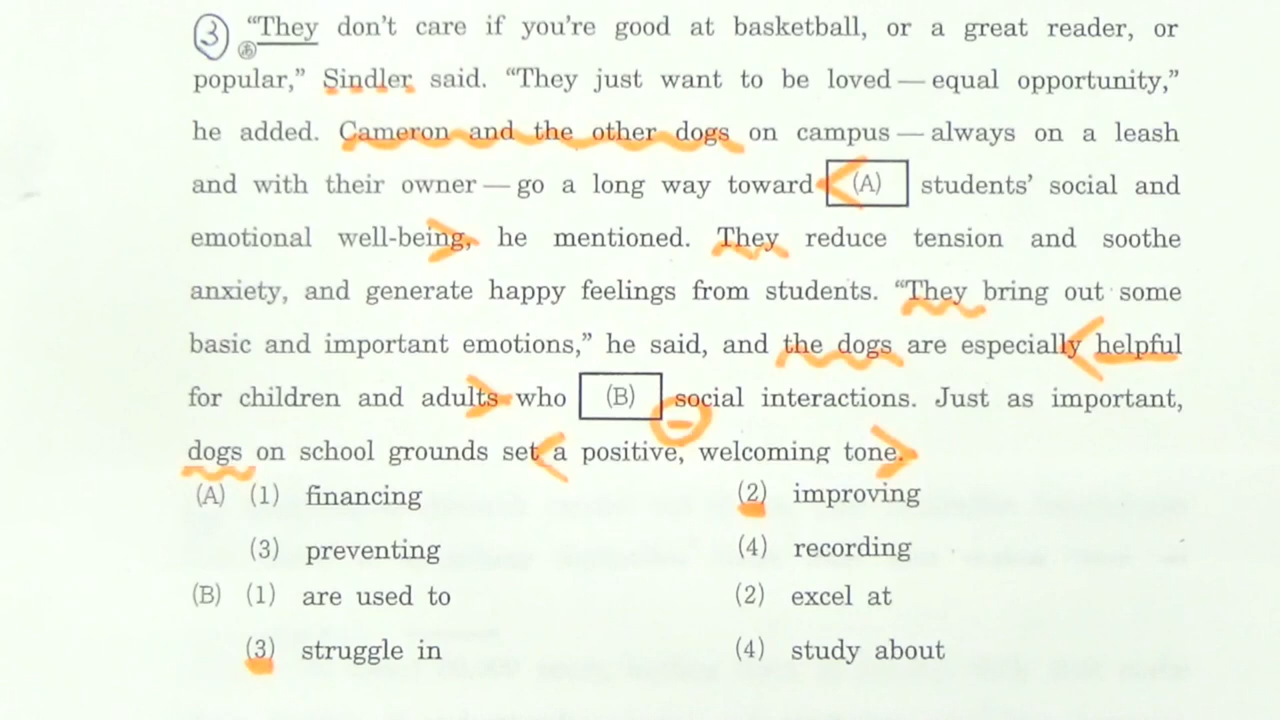 ③ “They don’t care if you’re good at basketball, or a great reader, or
あ
popular,” Sindler said. “They just want to be loved — equal opportunity,”
he added. Cameron and the other dogs on campus — always on a leash
and with their owner — go a long way toward (A) students’ social and
emotional well-being, he mentioned. They reduce tension and soothe
anxiety, and generate happy feelings from students. “They bring out some
basic and important emotions,” he said, and the dogs are especially helpful
for children and adults who (B) social interactions. Just as important,
dogs on school grounds set a positive, welcoming tone.
(A) (1) financing (2) improving
(3) preventing (4) recording
(B) (1) are used to (2) excel at
(3) struggle in (4) study about